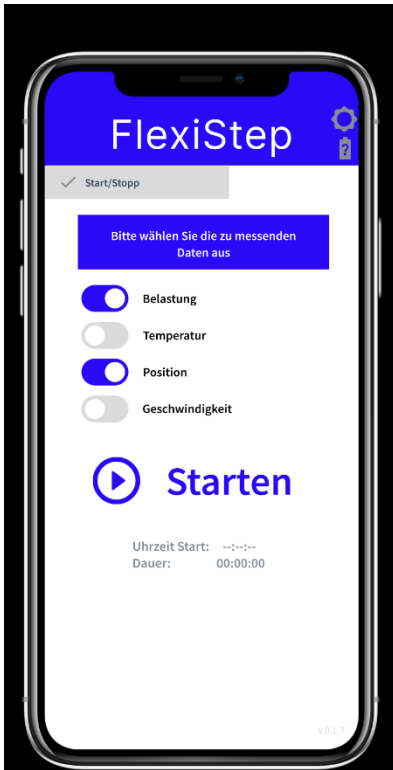 FlexiStep
?
Start/Stopp
Bitte wählen Sie die zu messenden
Daten aus
Belastung
Temperatur
Position
Geschwindigkeit
Starten
Uhrzeit Start: --:--:--
Dauer: 00:00:00
v 0.1.7